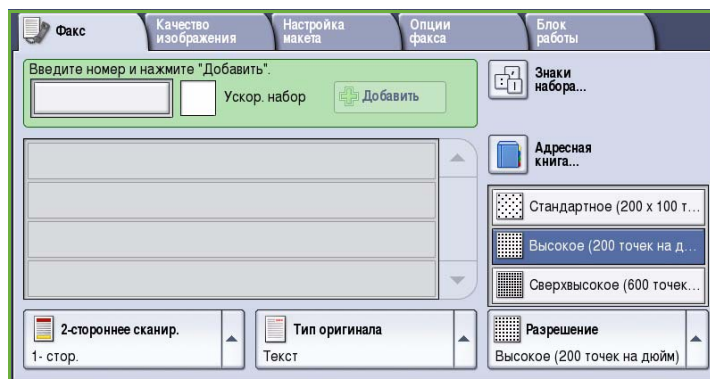 Факс
Качество
изображения
Настройка
макета
Опции
факса
Блок
работы
Введите номер и нажмите "Добавить".
Ускор. набор
Добавить
Знаки
набора...
Адресная
книга...
Стандартное (200 x 100 т...
Высокое (200 точек на д...
Сверхвысокое (600 точек...
2-стороннее сканир.
1- стор.
Тип оригинала
Текст
Разрешение
Высокое (200 точек на дюйм)